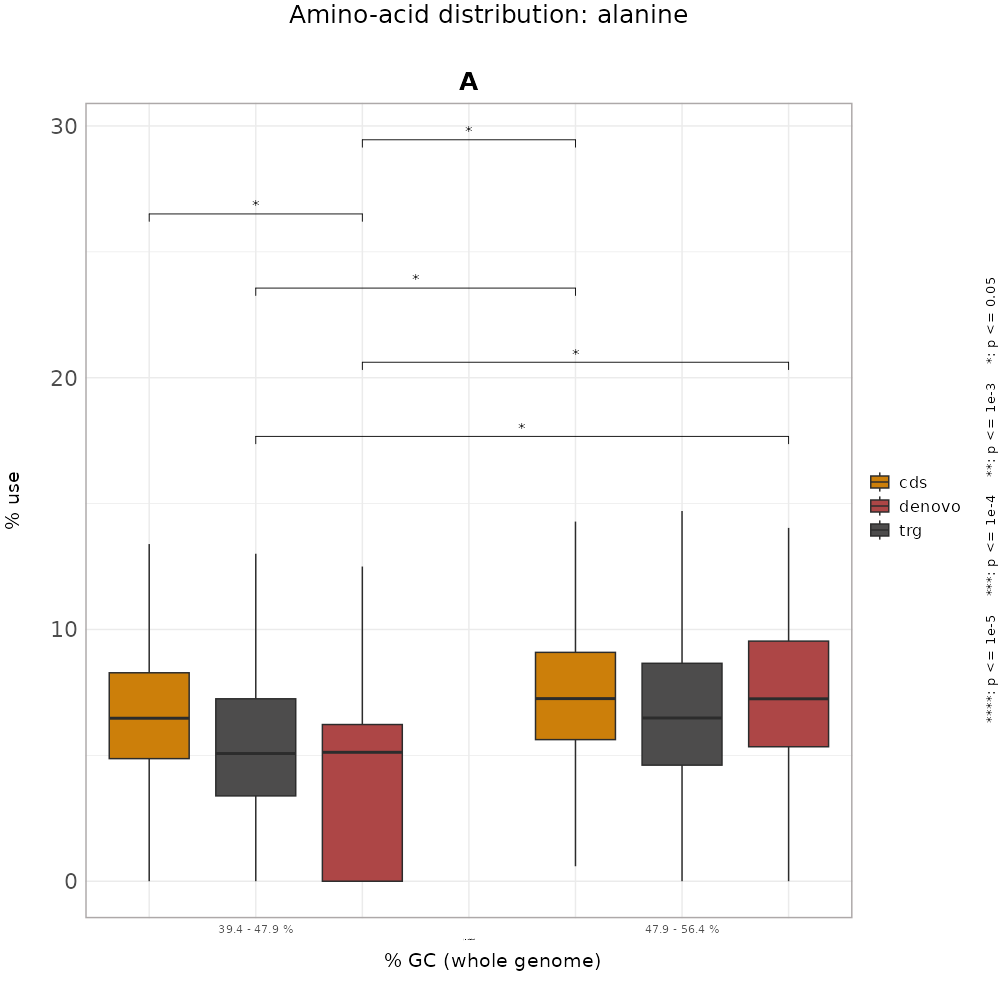 Amino-acid distribution: alanine
A
% use
30
20
10
0
*
*
*
*
*
39.4 - 47.9 %
47.9 - 56.4 %
% GC (whole genome)
cds
denovo
trg
****: p <= 1e-5   ***: p <= 1e-4   **: p <= 1e-3   *: p <= 0.05